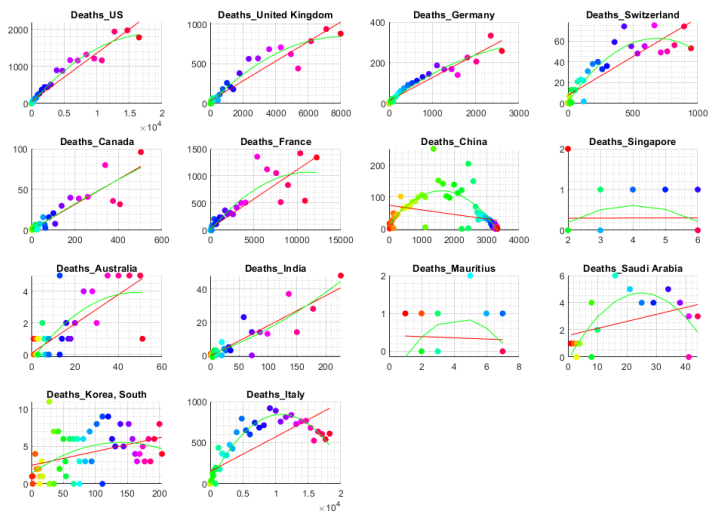 Deaths_US
2000
1000
0
0 0.5 1 1.5 2
× 10⁴
Deaths_United Kingdom
1000
500
0
0 2000 4000 6000 8000
Deaths_Germany
400
200
0
0 1000 2000 3000
Deaths_Switzerland
50
0
0 500 1000
Deaths_Canada
100
50
0
0 200 400 600
Deaths_France
1500
1000
500
0
0 5000 10000 15000
Deaths_China
200
100
0
0 1000 2000 3000 4000
Deaths_Singapore
2
1
0
2 3 4 5 6
Deaths_Australia
4
2
0
0 20 40 60
Deaths_India
40
20
0
0 50 100 150 200
Deaths_Mauritius
2
1
0
0 2 4 6 8
Deaths_Saudi Arabia
6
4
2
0
0 10 20 30 40
Deaths_Korea, South
10
5
0
0 50 100 150 200
Deaths_Italy
1000
500
0
0 0.5 1 1.5 2
× 10⁴